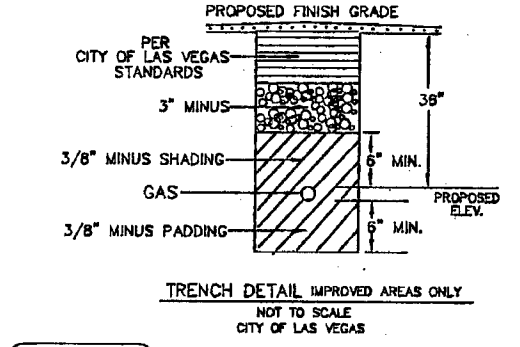 PROPOSED FINISH GRADE
PER
CITY OF LAS VEGAS
STANDARDS
3" MINUS
36"
3/8" MINUS SHADING
6" MIN.
GAS
PROPOSED
ELEV.
3/8" MINUS PADDING
6" MIN.
TRENCH DETAIL IMPROVED AREAS ONLY
NOT TO SCALE
CITY OF LAS VEGAS